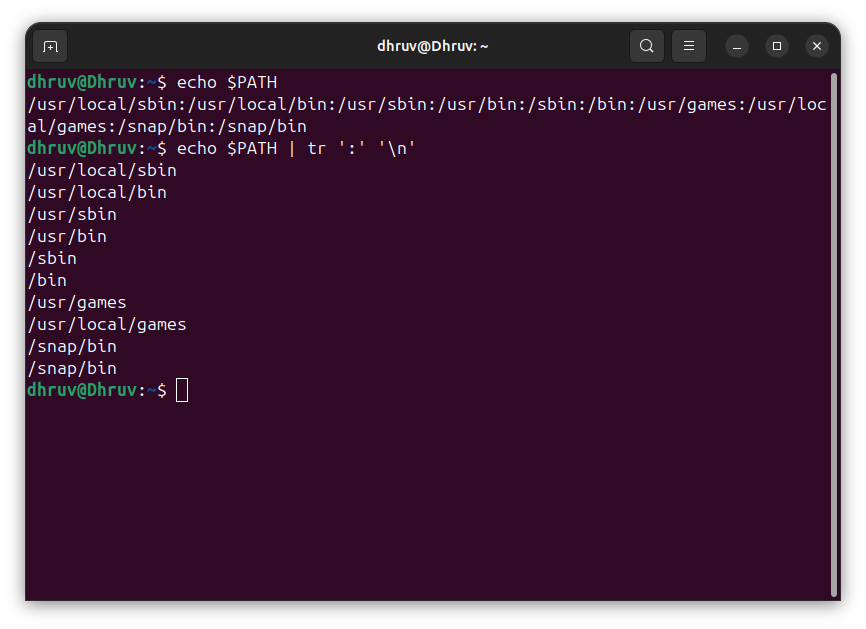 dhruv@Dhruv: ~
dhruv@Dhruv:~$ echo $PATH
/usr/local/sbin:/usr/local/bin:/usr/sbin:/usr/bin:/sbin:/bin:/usr/games:/usr/loc
al/games:/snap/bin:/snap/bin
dhruv@Dhruv:~$ echo $PATH | tr ':' '\n'
/usr/local/sbin
/usr/local/bin
/usr/sbin
/usr/bin
/sbin
/bin
/usr/games
/usr/local/games
/snap/bin
/snap/bin
dhruv@Dhruv:~$